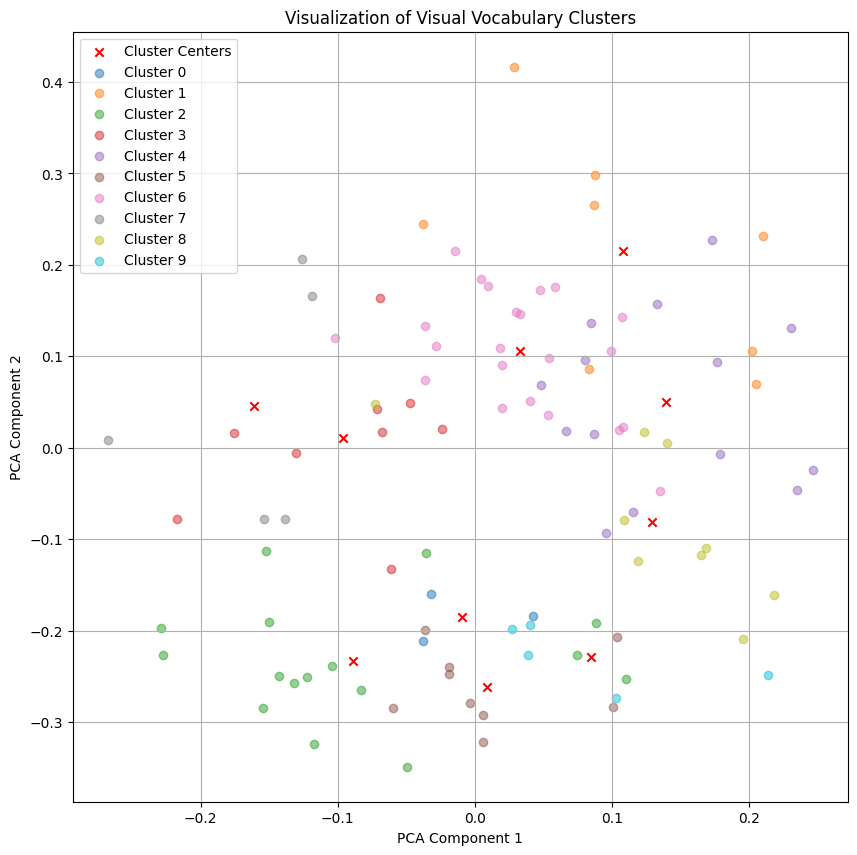 Visualization of Visual Vocabulary Clusters
Cluster Centers
Cluster 0
Cluster 1
Cluster 2
Cluster 3
Cluster 4
Cluster 5
Cluster 6
Cluster 7
Cluster 8
Cluster 9
PCA Component 2
0.4
0.3
0.2
0.1
0.0
−0.1
−0.2
−0.3
−0.2
−0.1
0.0
0.1
0.2
PCA Component 1